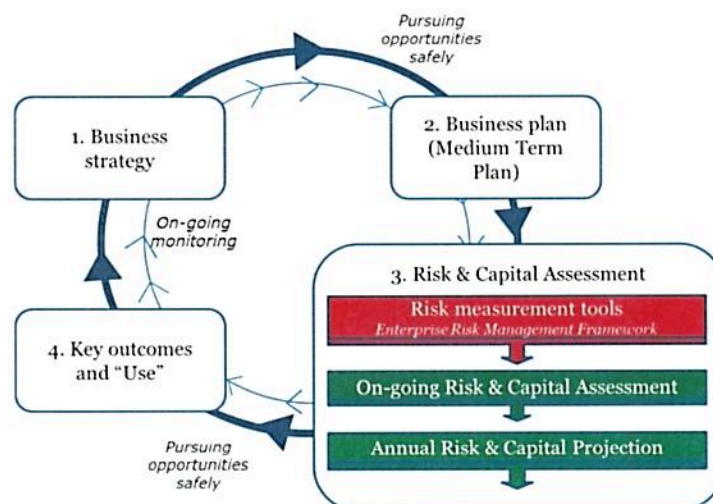 Pursuing
opportunities
safely
1. Business
strategy
2. Business plan
(Medium Term
Plan)
On-going
monitoring
3. Risk & Capital Assessment
Risk measurement tools
Enterprise Risk Management Framework
On-going Risk & Capital Assessment
Annual Risk & Capital Projection
4. Key outcomes
and “Use”
Pursuing
opportunities
safely